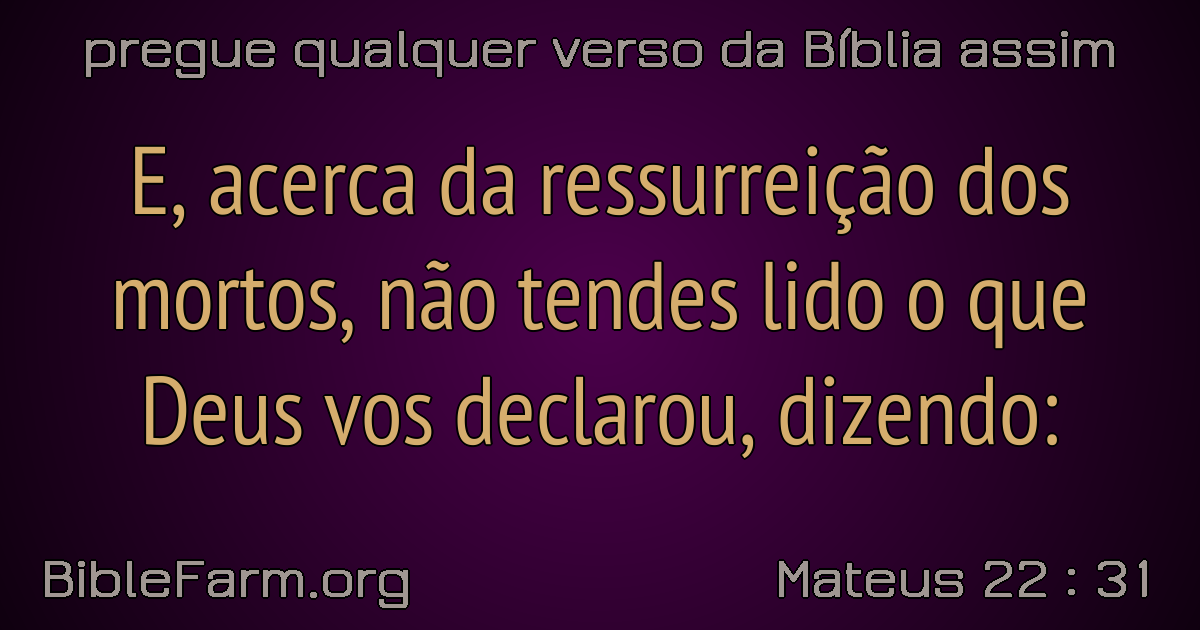 pregue qualquer verso da Bíblia assim
E, acerca da ressurreição dos
mortos, não tendes lido o que
Deus vos declarou, dizendo:
BibleFarm.org
Mateus 22 : 31